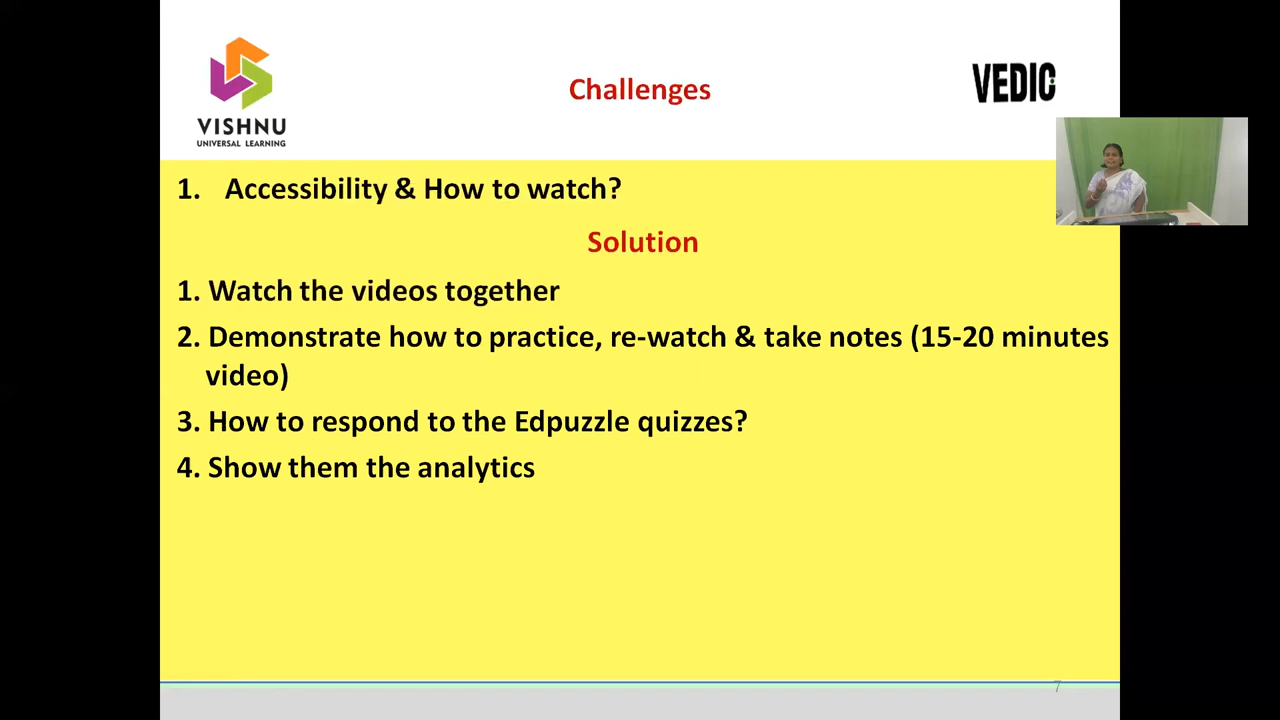 VISHNU
UNIVERSAL LEARNING
Challenges
VEDIC
1. Accessibility & How to watch?
Solution
1. Watch the videos together
2. Demonstrate how to practice, re-watch & take notes (15-20 minutes
video)
3. How to respond to the Edpuzzle quizzes?
4. Show them the analytics
7